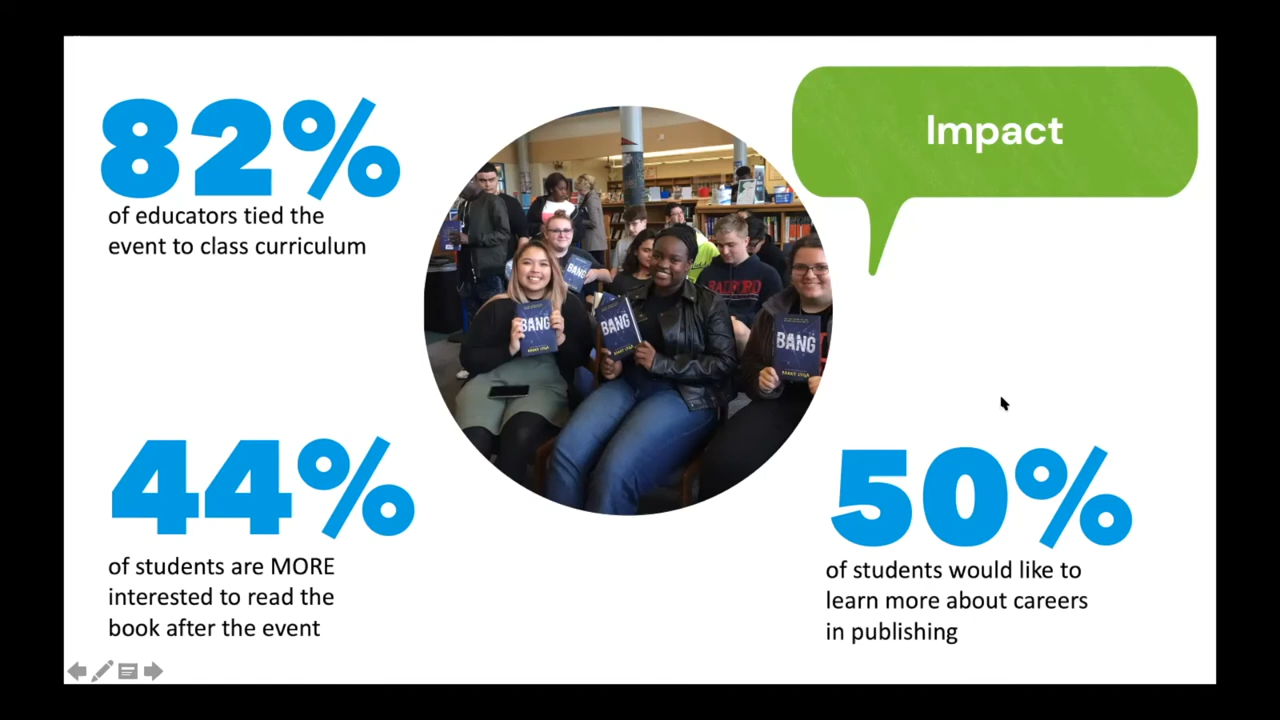 82%
of educators tied the
event to class curriculum
Impact
BANG
BANG
BANG
BANG
44%
of students are MORE
interested to read the
book after the event
50%
of students would like to
learn more about careers
in publishing